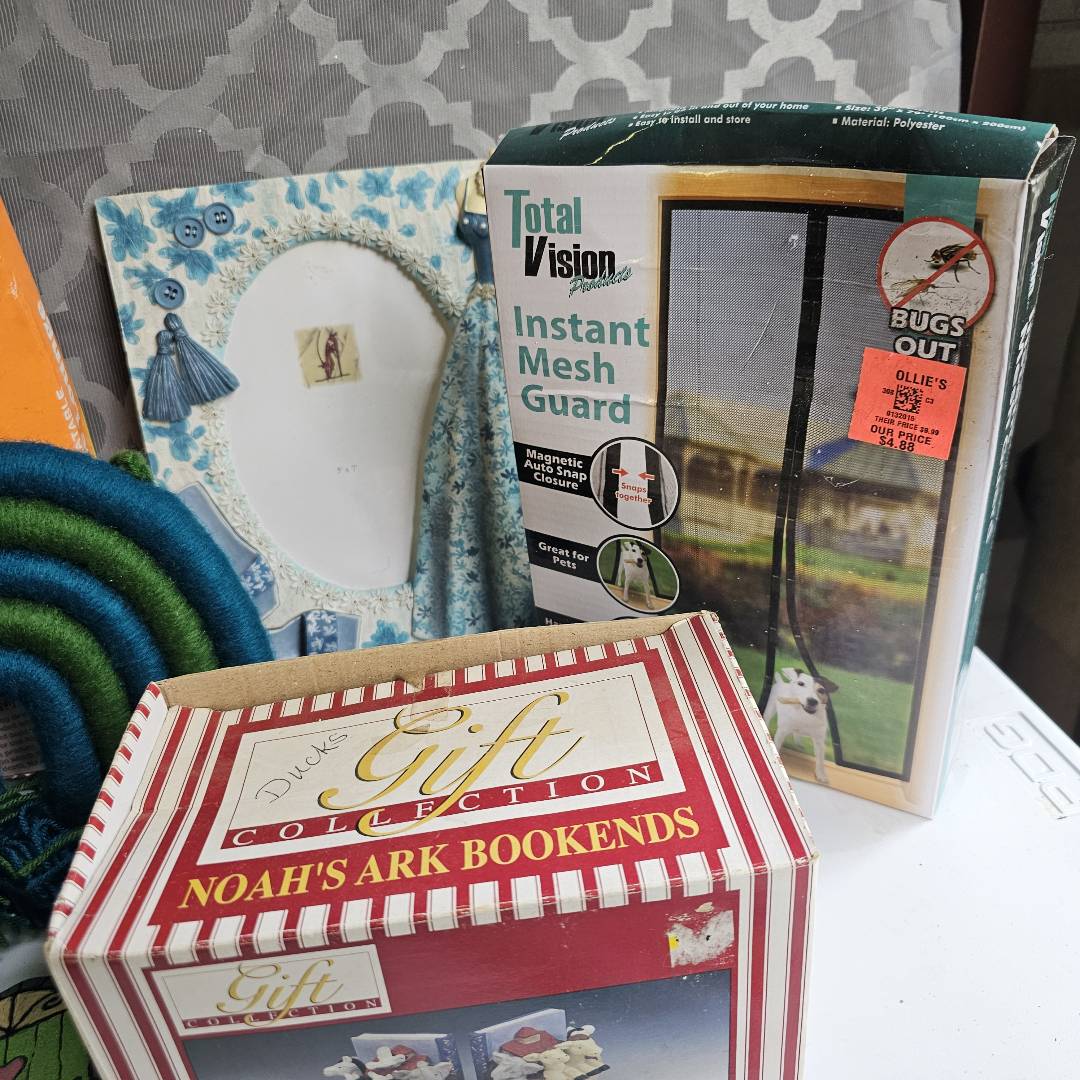 Easy to install and store
Material: Polyester
Total
Vision
Products
Instant
Mesh
Guard
BUGS
OUT
OLLIE'S
THEIR PRICE $9.99
OUR PRICE
$4.88
Magnetic
Auto Snap
Closure
Snaps
together
Great for
Pets
Ducks
Gift
COLLECTION
NOAH'S ARK BOOKENDS
Gift
COLLECTION